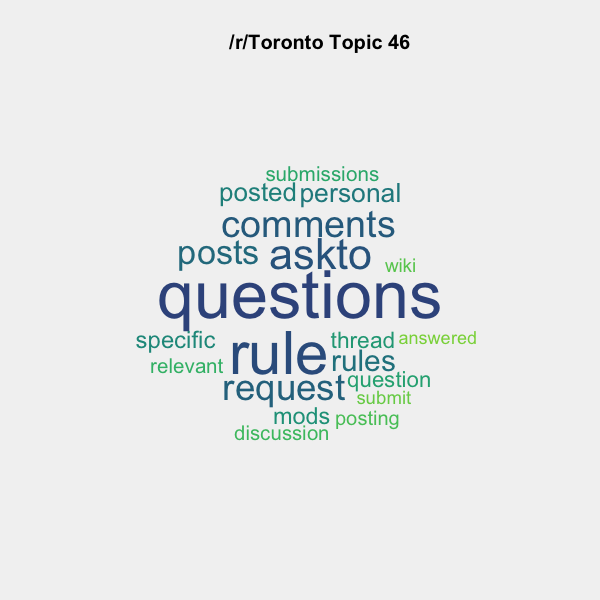 /r/Toronto Topic 46
submissions
posted personal
comments
posts askto wiki
questions
specific rule thread answered
relevant rules
request question
submit
mods posting
discussion